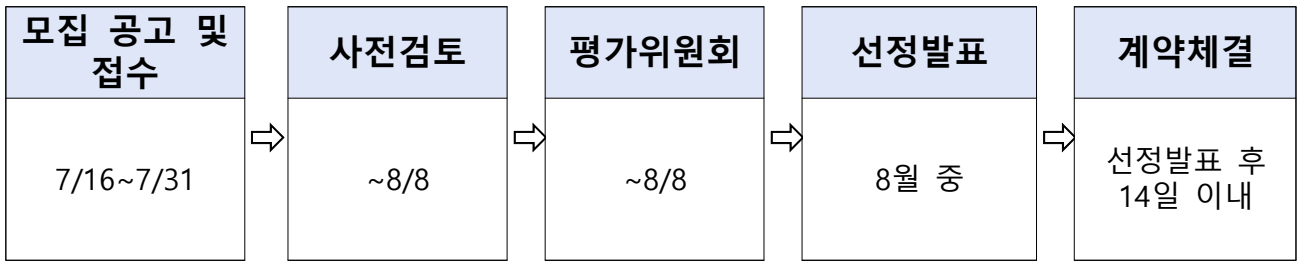 모집 공고 및
접수
사전검토
평가위원회
선정발표
계약체결
7/16~7/31
~8/8
~8/8
8월 중
선정발표 후
14일 이내